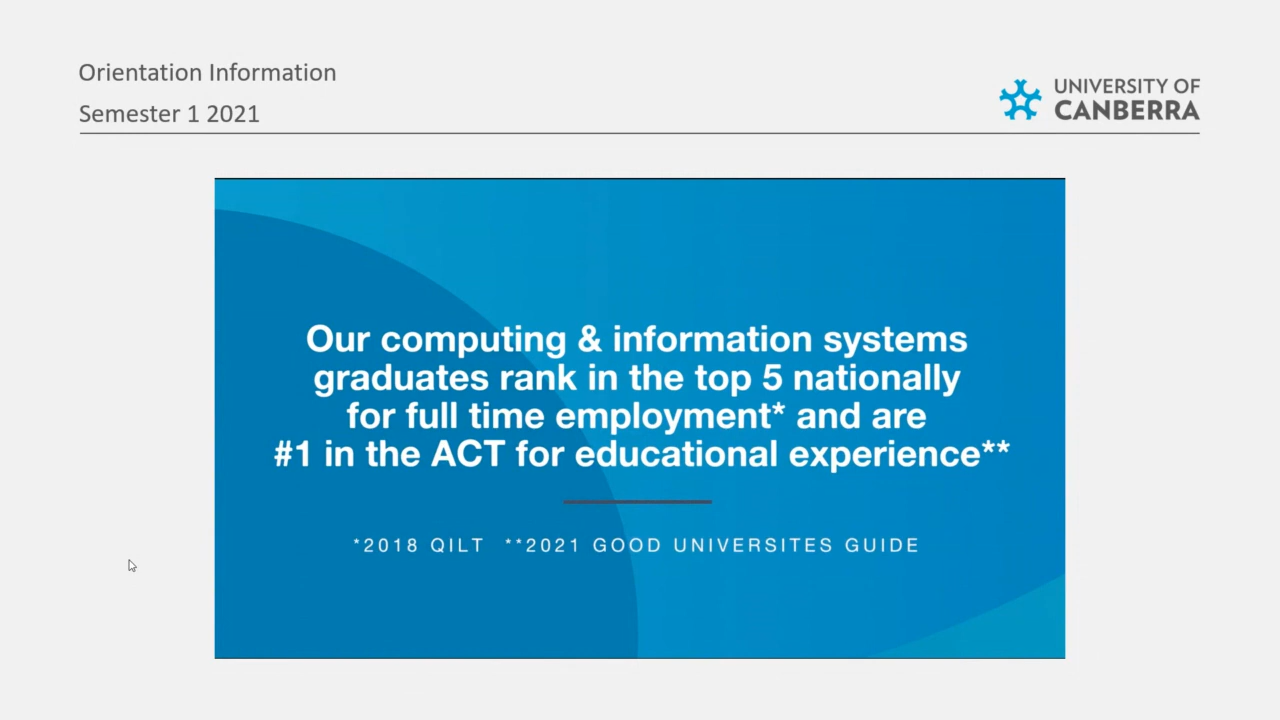 Orientation Information
Semester 1 2021
UNIVERSITY OF
CANBERRA
Our computing & information systems
graduates rank in the top 5 nationally
for full time employment* and are
#1 in the ACT for educational experience**
*2018 QILT **2021 GOOD UNIVERSITES GUIDE